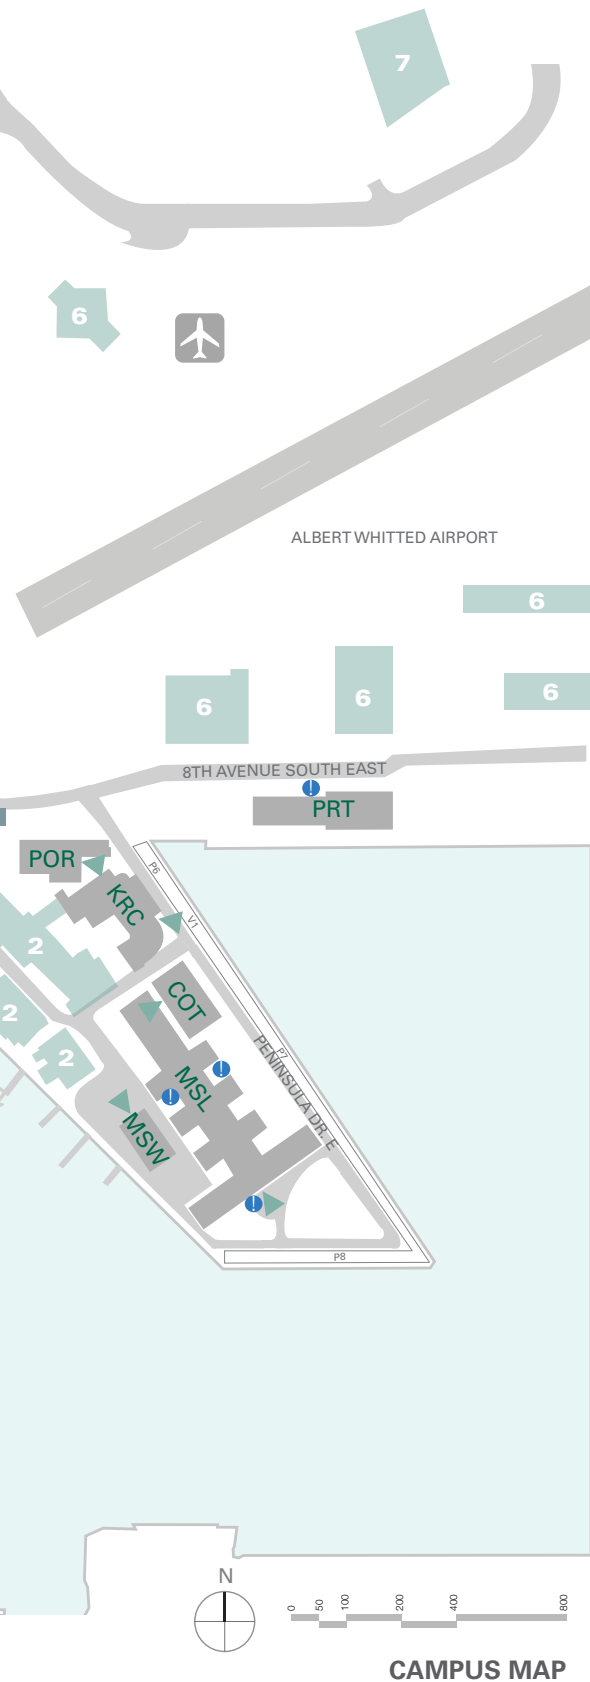 7
6
ALBERT WHITTED AIRPORT
6
6
6
6
8TH AVENUE SOUTH EAST
!
PRT
POR
P6
KRC
V1
2
COT
2
2
P7
PENINSULA DR. E
!
MSL
!
MSW
!
P8
N
0 50 100 200 400 800
CAMPUS MAP